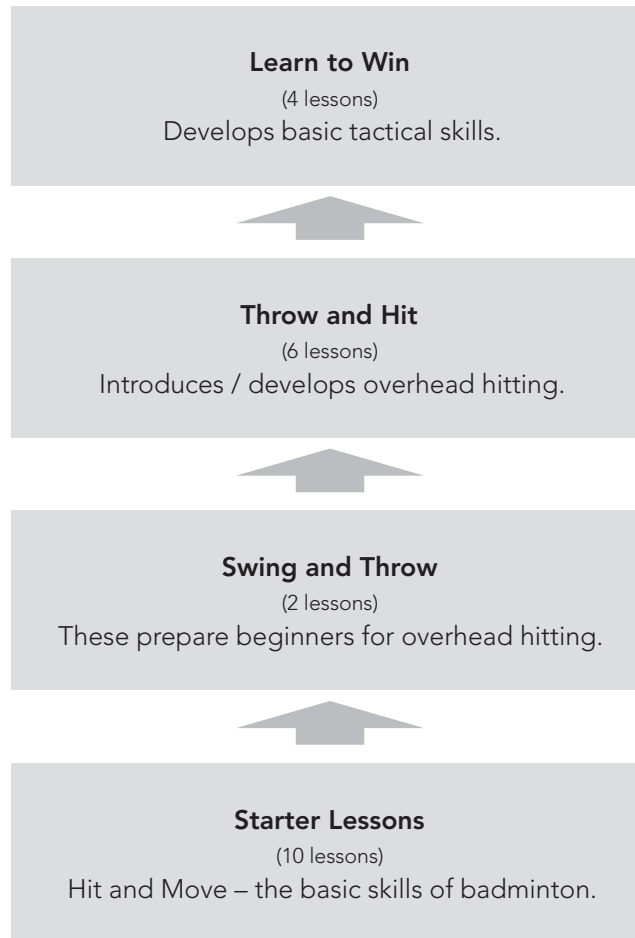 Learn to Win
(4 lessons)
Develops basic tactical skills.
Throw and Hit
(6 lessons)
Introduces / develops overhead hitting.
Swing and Throw
(2 lessons)
These prepare beginners for overhead hitting.
Starter Lessons
(10 lessons)
Hit and Move – the basic skills of badminton.